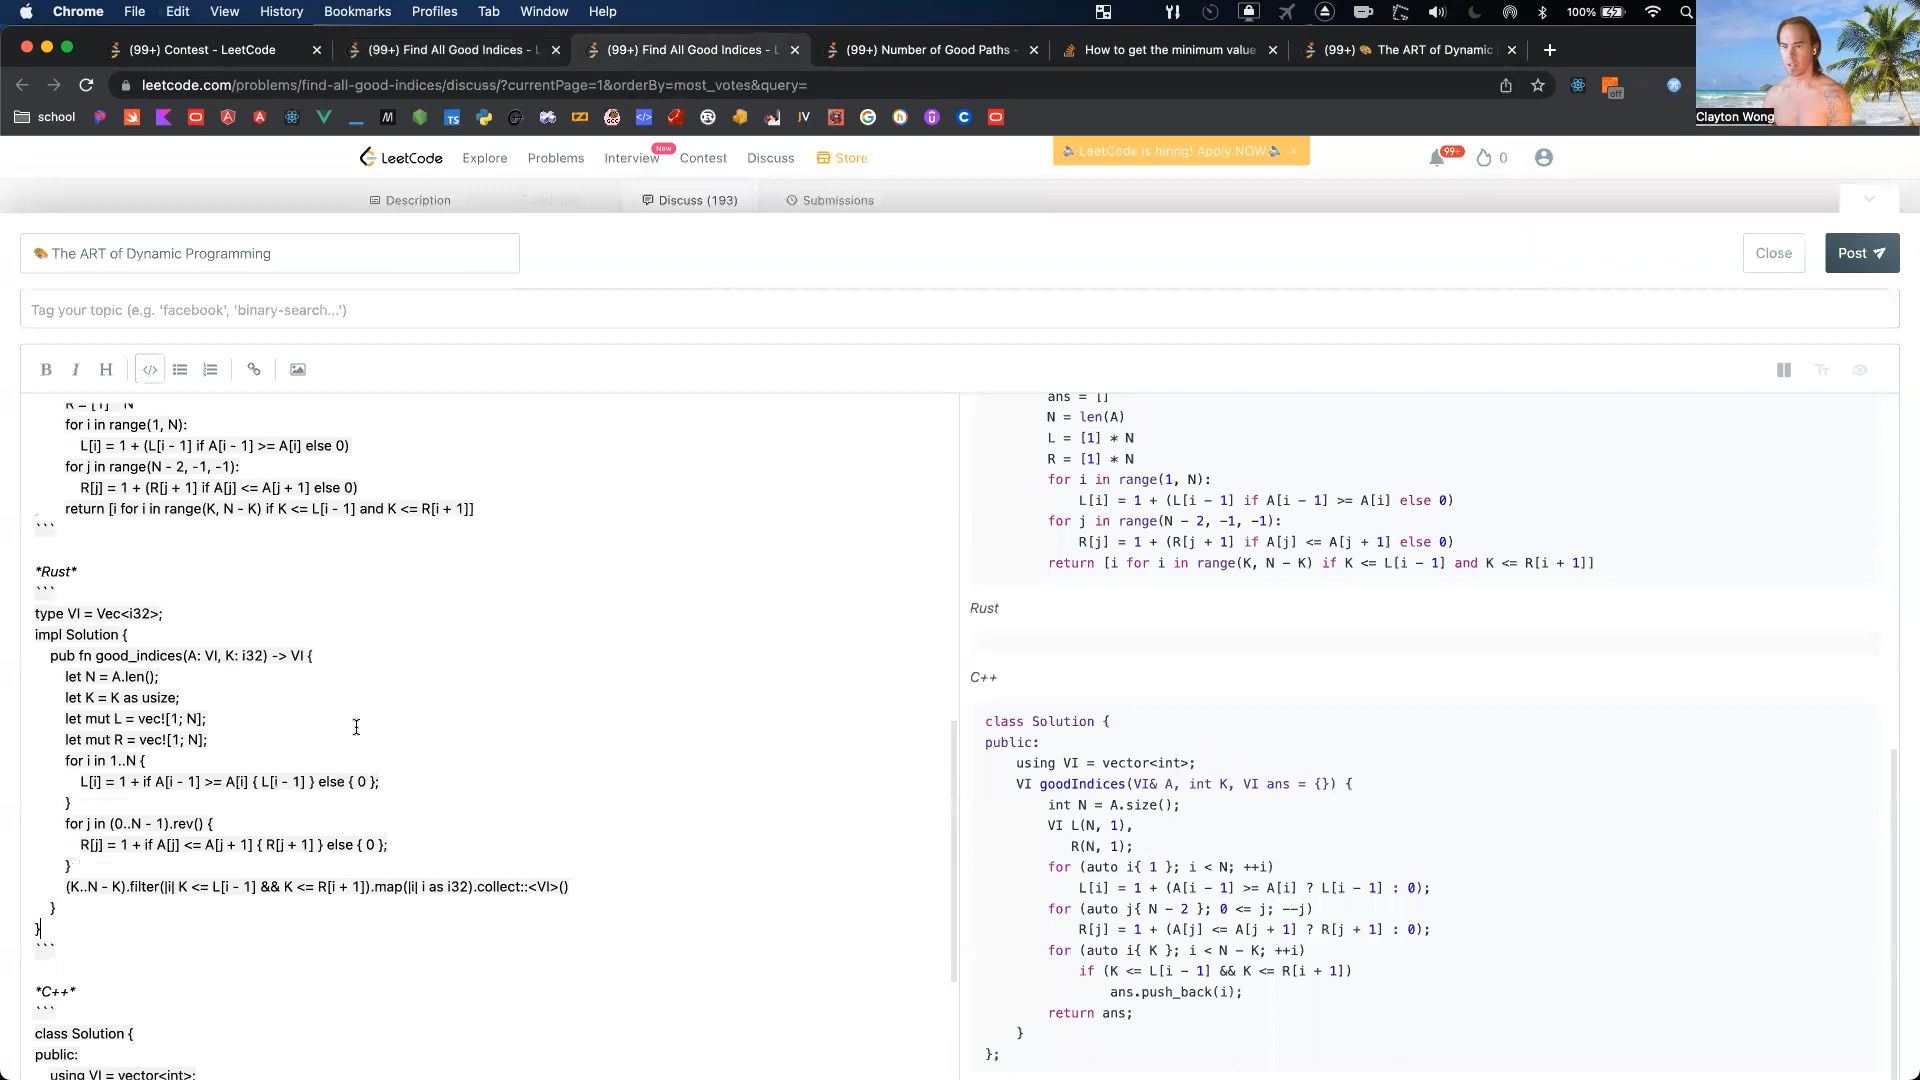 Chrome File Edit View History Bookmarks Profiles Tab Window Help 100%
(99+) Contest - LeetCode
(99+) Find All Good Indices - L
(99+) Find All Good Indices - L
(99+) Number of Good Paths -
How to get the minimum value
(99+) The ART of Dynamic
leetcode.com/problems/find-all-good-indices/discuss/?currentPage=1&orderBy=most_votes&query=
off
school
Clayton Wong
LeetCode Explore Problems Interview New Contest Discuss Store
LeetCode is hiring! Apply NOW
99+ 0
Description Discuss (193) Submissions
The ART of Dynamic Programming
Close Post
Tag your topic (e.g. 'facebook', 'binary-search...')
B I H
R = [1] * N
for i in range(1, N):
L[i] = 1 + (L[i - 1] if A[i - 1] >= A[i] else 0)
for j in range(N - 2, -1, -1):
R[j] = 1 + (R[j + 1] if A[j] <= A[j + 1] else 0)
return [i for i in range(K, N - K) if K <= L[i - 1] and K <= R[i + 1]]
```
*Rust*
```
type VI = Vec<i32>;
impl Solution {
pub fn good_indices(A: VI, K: i32) -> VI {
let N = A.len();
let K = K as usize;
let mut L = vec![1; N];
let mut R = vec![1; N];
for i in 1..N {
L[i] = 1 + if A[i - 1] >= A[i] { L[i - 1] } else { 0 };
}
for j in (0..N - 1).rev() {
R[j] = 1 + if A[j] <= A[j + 1] { R[j + 1] } else { 0 };
}
(K..N - K).filter(|i| K <= L[i - 1] && K <= R[i + 1]).map(|i| i as i32).collect::<VI>()
}
}
```
*C++*
```
class Solution {
public:
using VI = vector<int>;
ans = []
N = len(A)
L = [1] * N
R = [1] * N
for i in range(1, N):
L[i] = 1 + (L[i - 1] if A[i - 1] >= A[i] else 0)
for j in range(N - 2, -1, -1):
R[j] = 1 + (R[j + 1] if A[j] <= A[j + 1] else 0)
return [i for i in range(K, N - K) if K <= L[i - 1] and K <= R[i + 1]]
Rust
C++
class Solution {
public:
using VI = vector<int>;
VI goodIndices(VI& A, int K, VI ans = {}) {
int N = A.size();
VI L(N, 1),
R(N, 1);
for (auto i{ 1 }; i < N; ++i)
L[i] = 1 + (A[i - 1] >= A[i] ? L[i - 1] : 0);
for (auto j{ N - 2 }; 0 <= j; --j)
R[j] = 1 + (A[j] <= A[j + 1] ? R[j + 1] : 0);
for (auto i{ K }; i < N - K; ++i)
if (K <= L[i - 1] && K <= R[i + 1])
ans.push_back(i);
return ans;
}
};